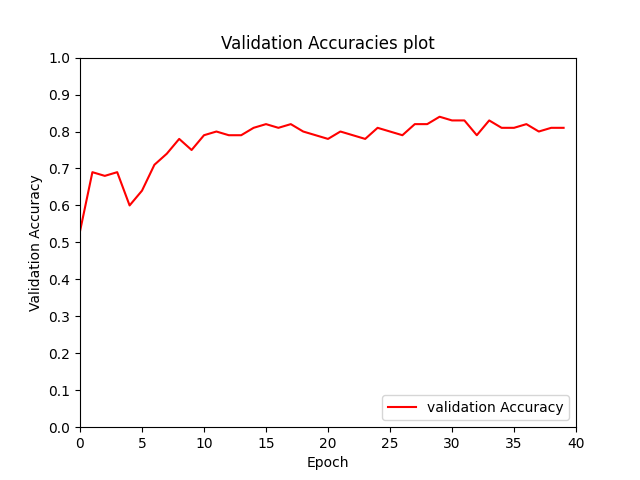 Validation Accuracies plot
1.0
0.9
0.8
0.7
0.6
0.5
0.4
0.3
0.2
0.1
0.0
Validation Accuracy
validation Accuracy
0 5 10 15 20 25 30 35 40
Epoch